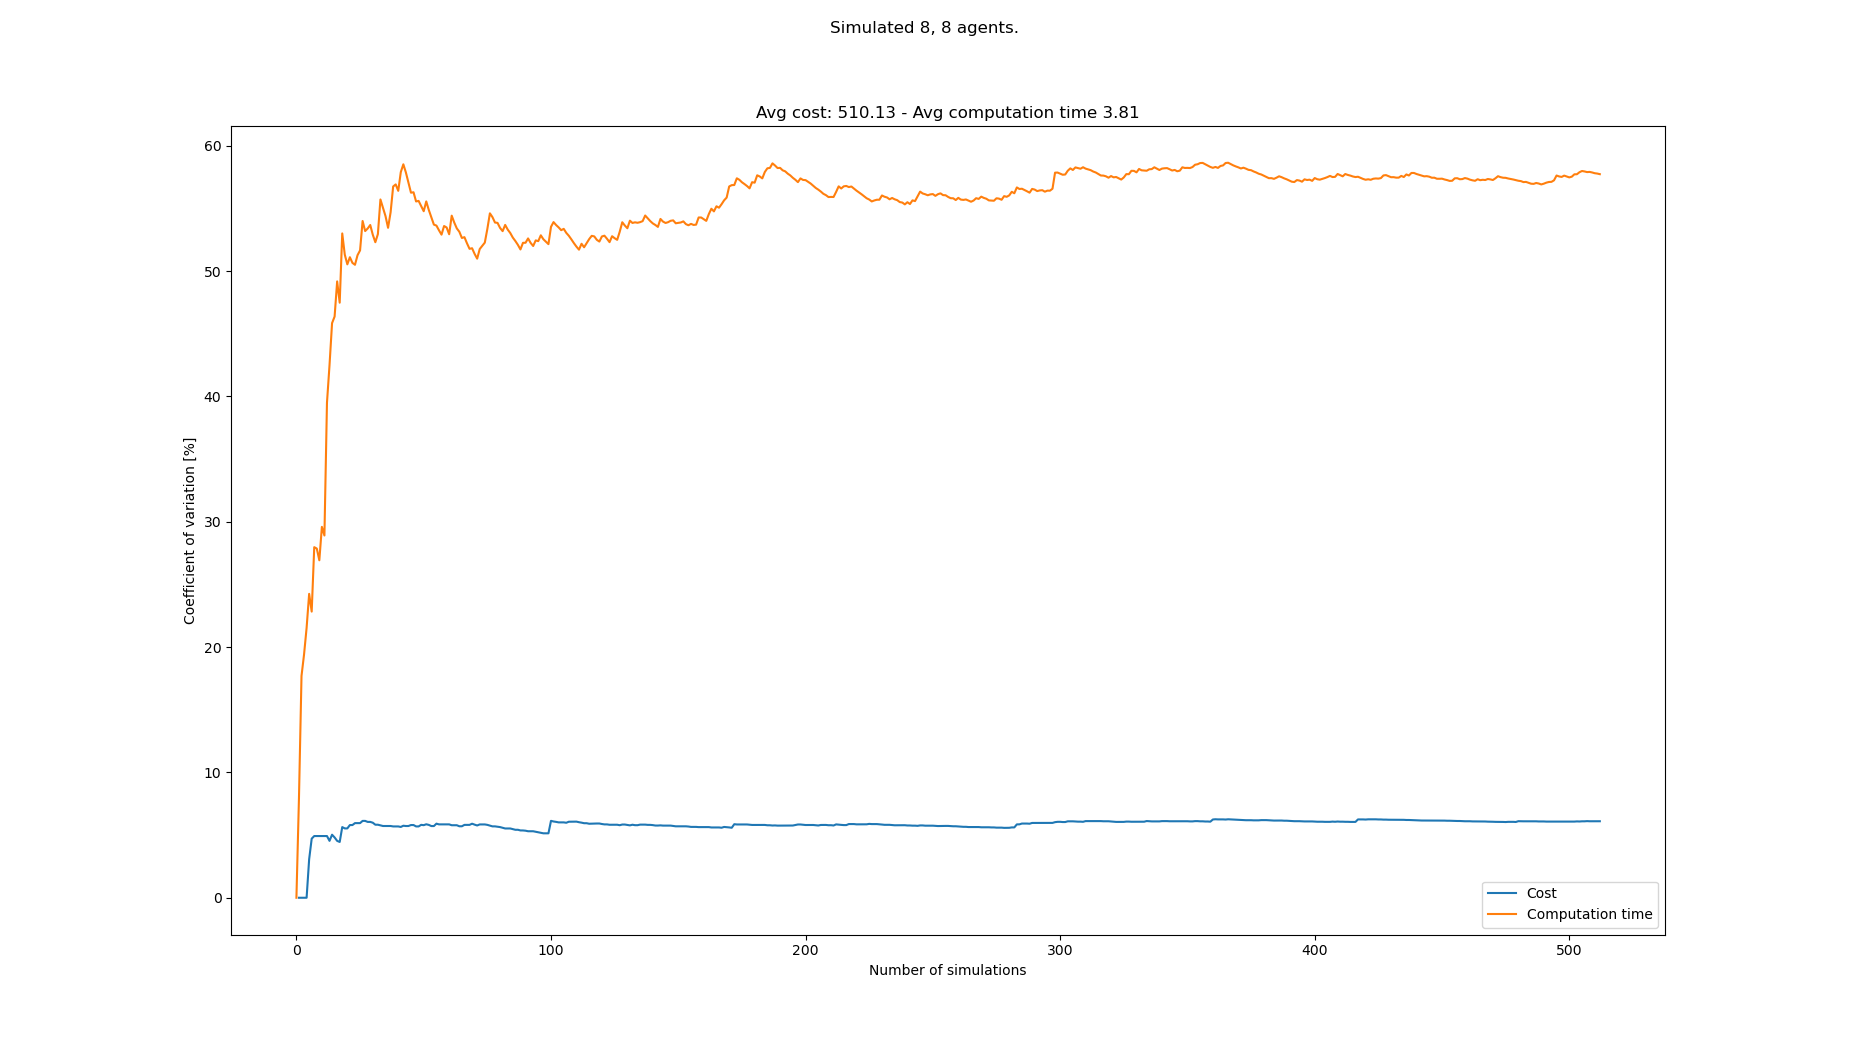 Simulated 8, 8 agents.
Avg cost: 510.13 - Avg computation time 3.81
60
50
40
30
20
10
0
Coefficient of variation [%]
Cost
Computation time
0 100 200 300 400 500
Number of simulations